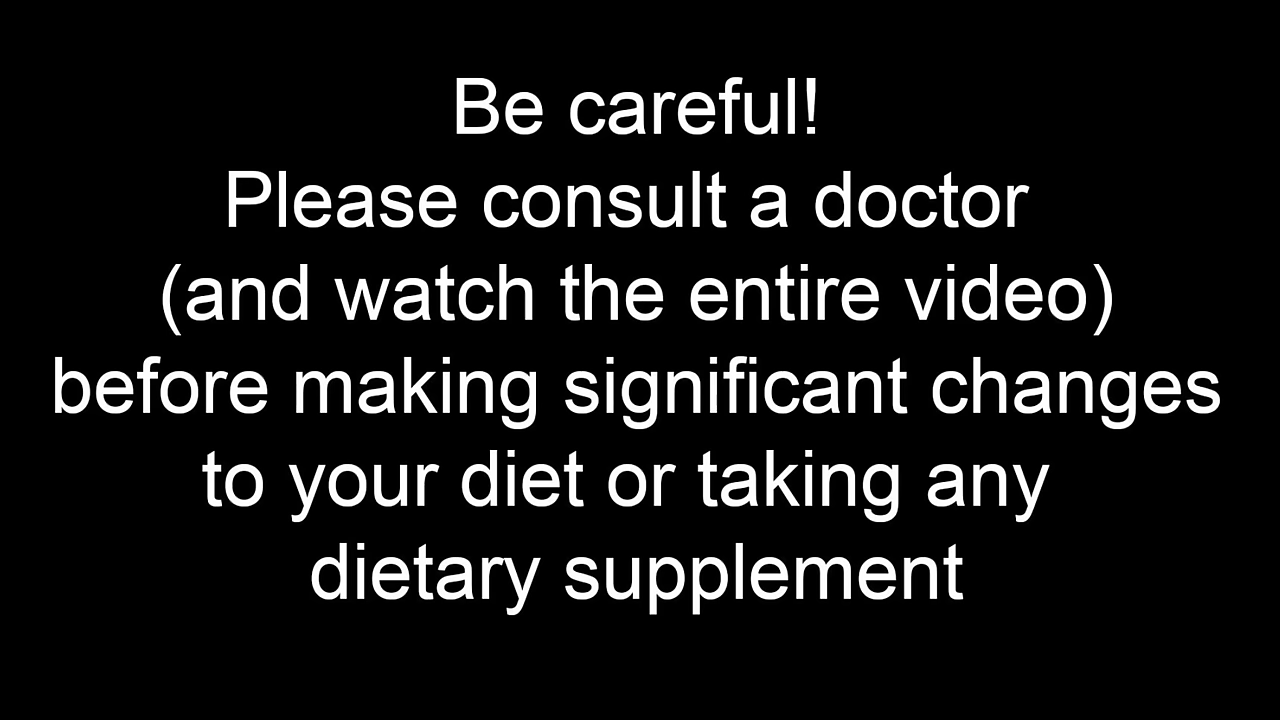 Be careful!
Please consult a doctor
(and watch the entire video)
before making significant changes
to your diet or taking any
dietary supplement